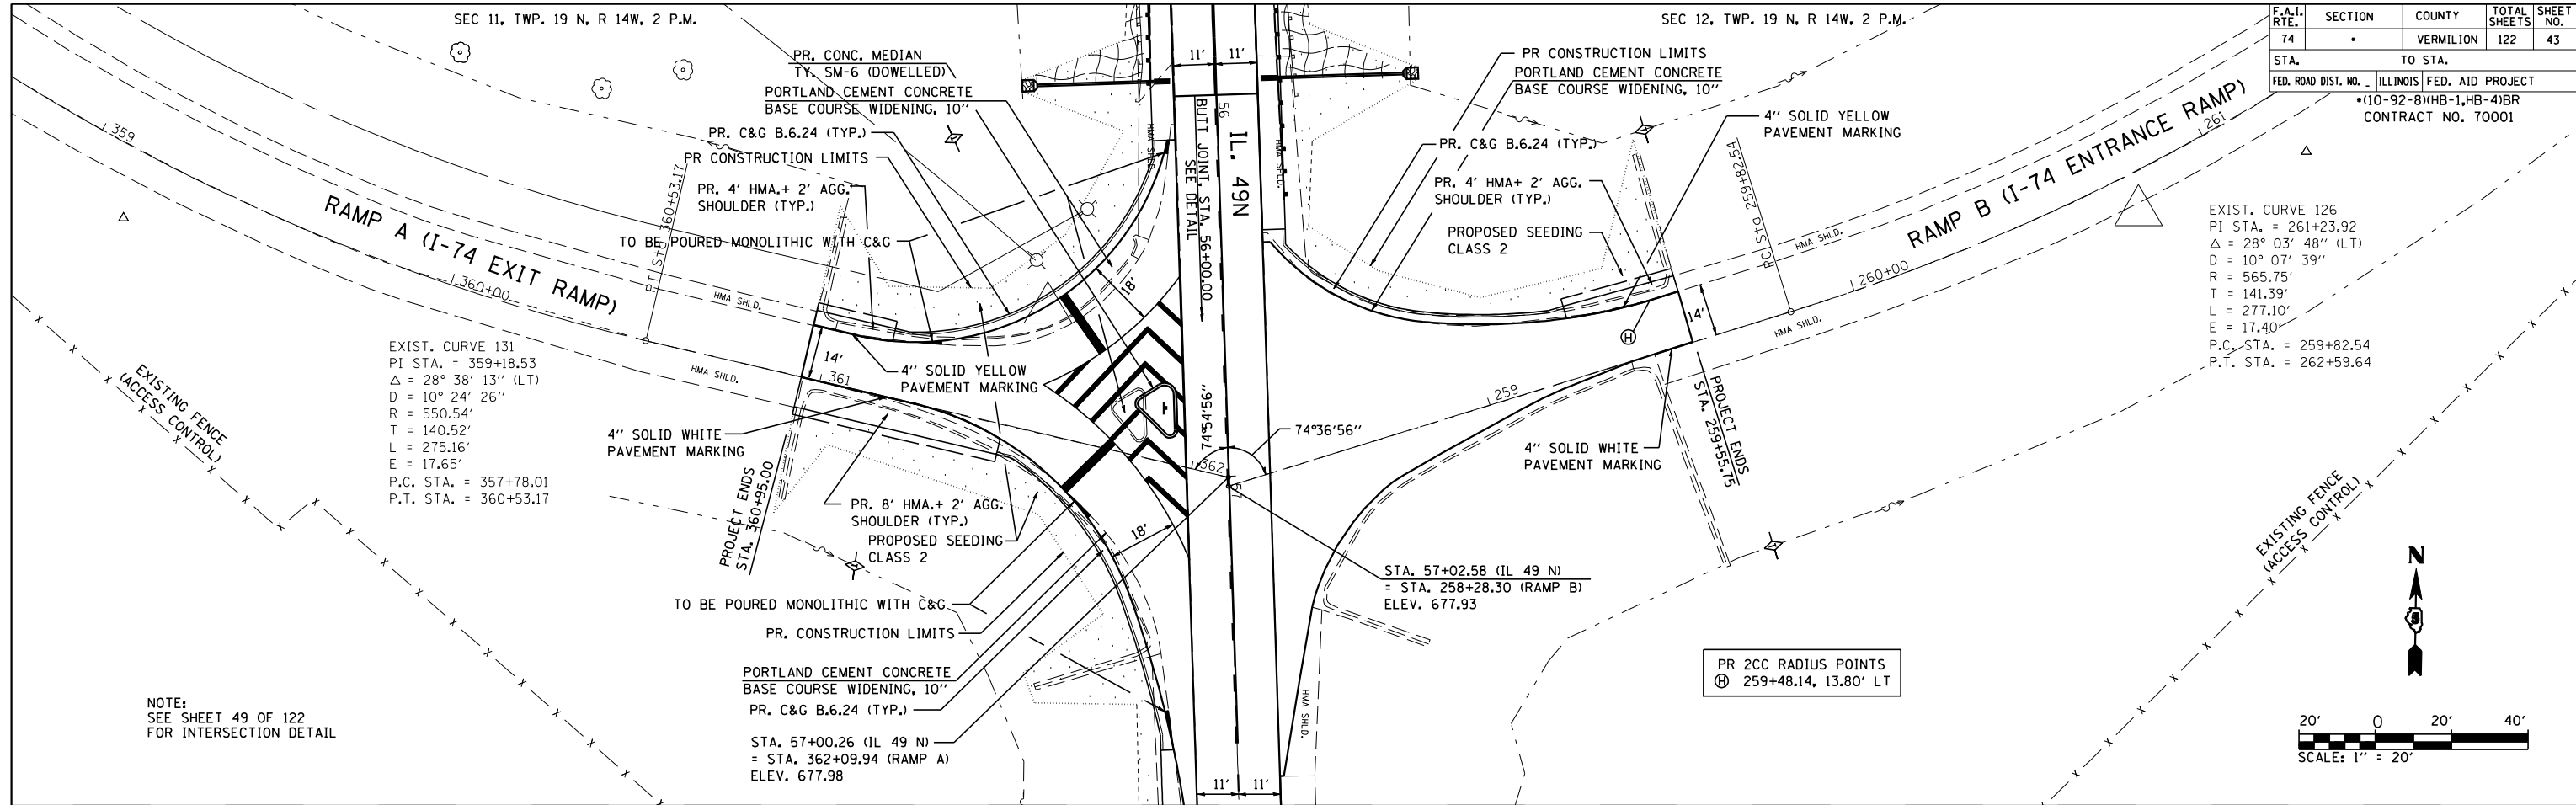 SEC 11, TWP. 19 N, R 14W, 2 P.M.
SEC 12, TWP. 19 N, R 14W, 2 P.M.
F.A.I. RTE.
SECTION
COUNTY
TOTAL SHEETS
SHEET NO.
74
•
VERMILION
122
43
STA.
TO STA.
FED. ROAD DIST. NO. _
ILLINOIS
FED. AID PROJECT
•(10-92-8)(HB-1,HB-4)BR
CONTRACT NO. 70001
PR. CONC. MEDIAN
TY. SM-6 (DOWELLED)
PORTLAND CEMENT CONCRETE
BASE COURSE WIDENING, 10''
PR. C&G B.6.24 (TYP.)
PR CONSTRUCTION LIMITS
PR. 4' HMA.+ 2' AGG.
SHOULDER (TYP.)
TO BE POURED MONOLITHIC WITH C&G
359
RAMP A (I-74 EXIT RAMP)
360+00
PT Sta 360+53.17
HMA SHLD.
HMA SHLD.
14'
361
18'
4'' SOLID YELLOW
PAVEMENT MARKING
EXIST. CURVE 131
PI STA. = 359+18.53
Δ = 28° 38' 13'' (LT)
D = 10° 24' 26''
R = 550.54'
T = 140.52'
L = 275.16'
E = 17.65'
P.C. STA. = 357+78.01
P.T. STA. = 360+53.17
EXISTING FENCE
(ACCESS CONTROL)
4'' SOLID WHITE
PAVEMENT MARKING
PROJECT ENDS
STA. 360+95.00
PR. 8' HMA.+ 2' AGG.
SHOULDER (TYP.)
PROPOSED SEEDING
CLASS 2
18'
TO BE POURED MONOLITHIC WITH C&G
PR. CONSTRUCTION LIMITS
PORTLAND CEMENT CONCRETE
BASE COURSE WIDENING, 10''
PR. C&G B.6.24 (TYP.)
STA. 57+00.26 (IL 49 N)
= STA. 362+09.94 (RAMP A)
ELEV. 677.98
NOTE:
SEE SHEET 49 OF 122
FOR INTERSECTION DETAIL
11'
11'
HMA SHLD.
HMA SHLD.
56
IL. 49N
BUTT JOINT, STA. 56+00.00
SEE DETAIL
74°54'56''
74°36'56''
362
57
11'
11'
HMA SHLD.
PR CONSTRUCTION LIMITS
PORTLAND CEMENT CONCRETE
BASE COURSE WIDENING, 10''
4'' SOLID YELLOW
PAVEMENT MARKING
PR. C&G B.6.24 (TYP.)
PR. 4' HMA+ 2' AGG.
SHOULDER (TYP.)
PROPOSED SEEDING
CLASS 2
H
14'
PC Sta 259+82.54
HMA SHLD.
HMA SHLD.
RAMP B (I-74 ENTRANCE RAMP)
261
260+00
259
EXIST. CURVE 126
PI STA. = 261+23.92
Δ = 28° 03' 48'' (LT)
D = 10° 07' 39''
R = 565.75'
T = 141.39'
L = 277.10'
E = 17.40'
P.C. STA. = 259+82.54
P.T. STA. = 262+59.64
PROJECT ENDS
STA. 259+55.75
4'' SOLID WHITE
PAVEMENT MARKING
EXISTING FENCE
(ACCESS CONTROL)
STA. 57+02.58 (IL 49 N)
= STA. 258+28.30 (RAMP B)
ELEV. 677.93
PR 2CC RADIUS POINTS
H 259+48.14, 13.80' LT
N
20' 0 20' 40'
SCALE: 1'' = 20'